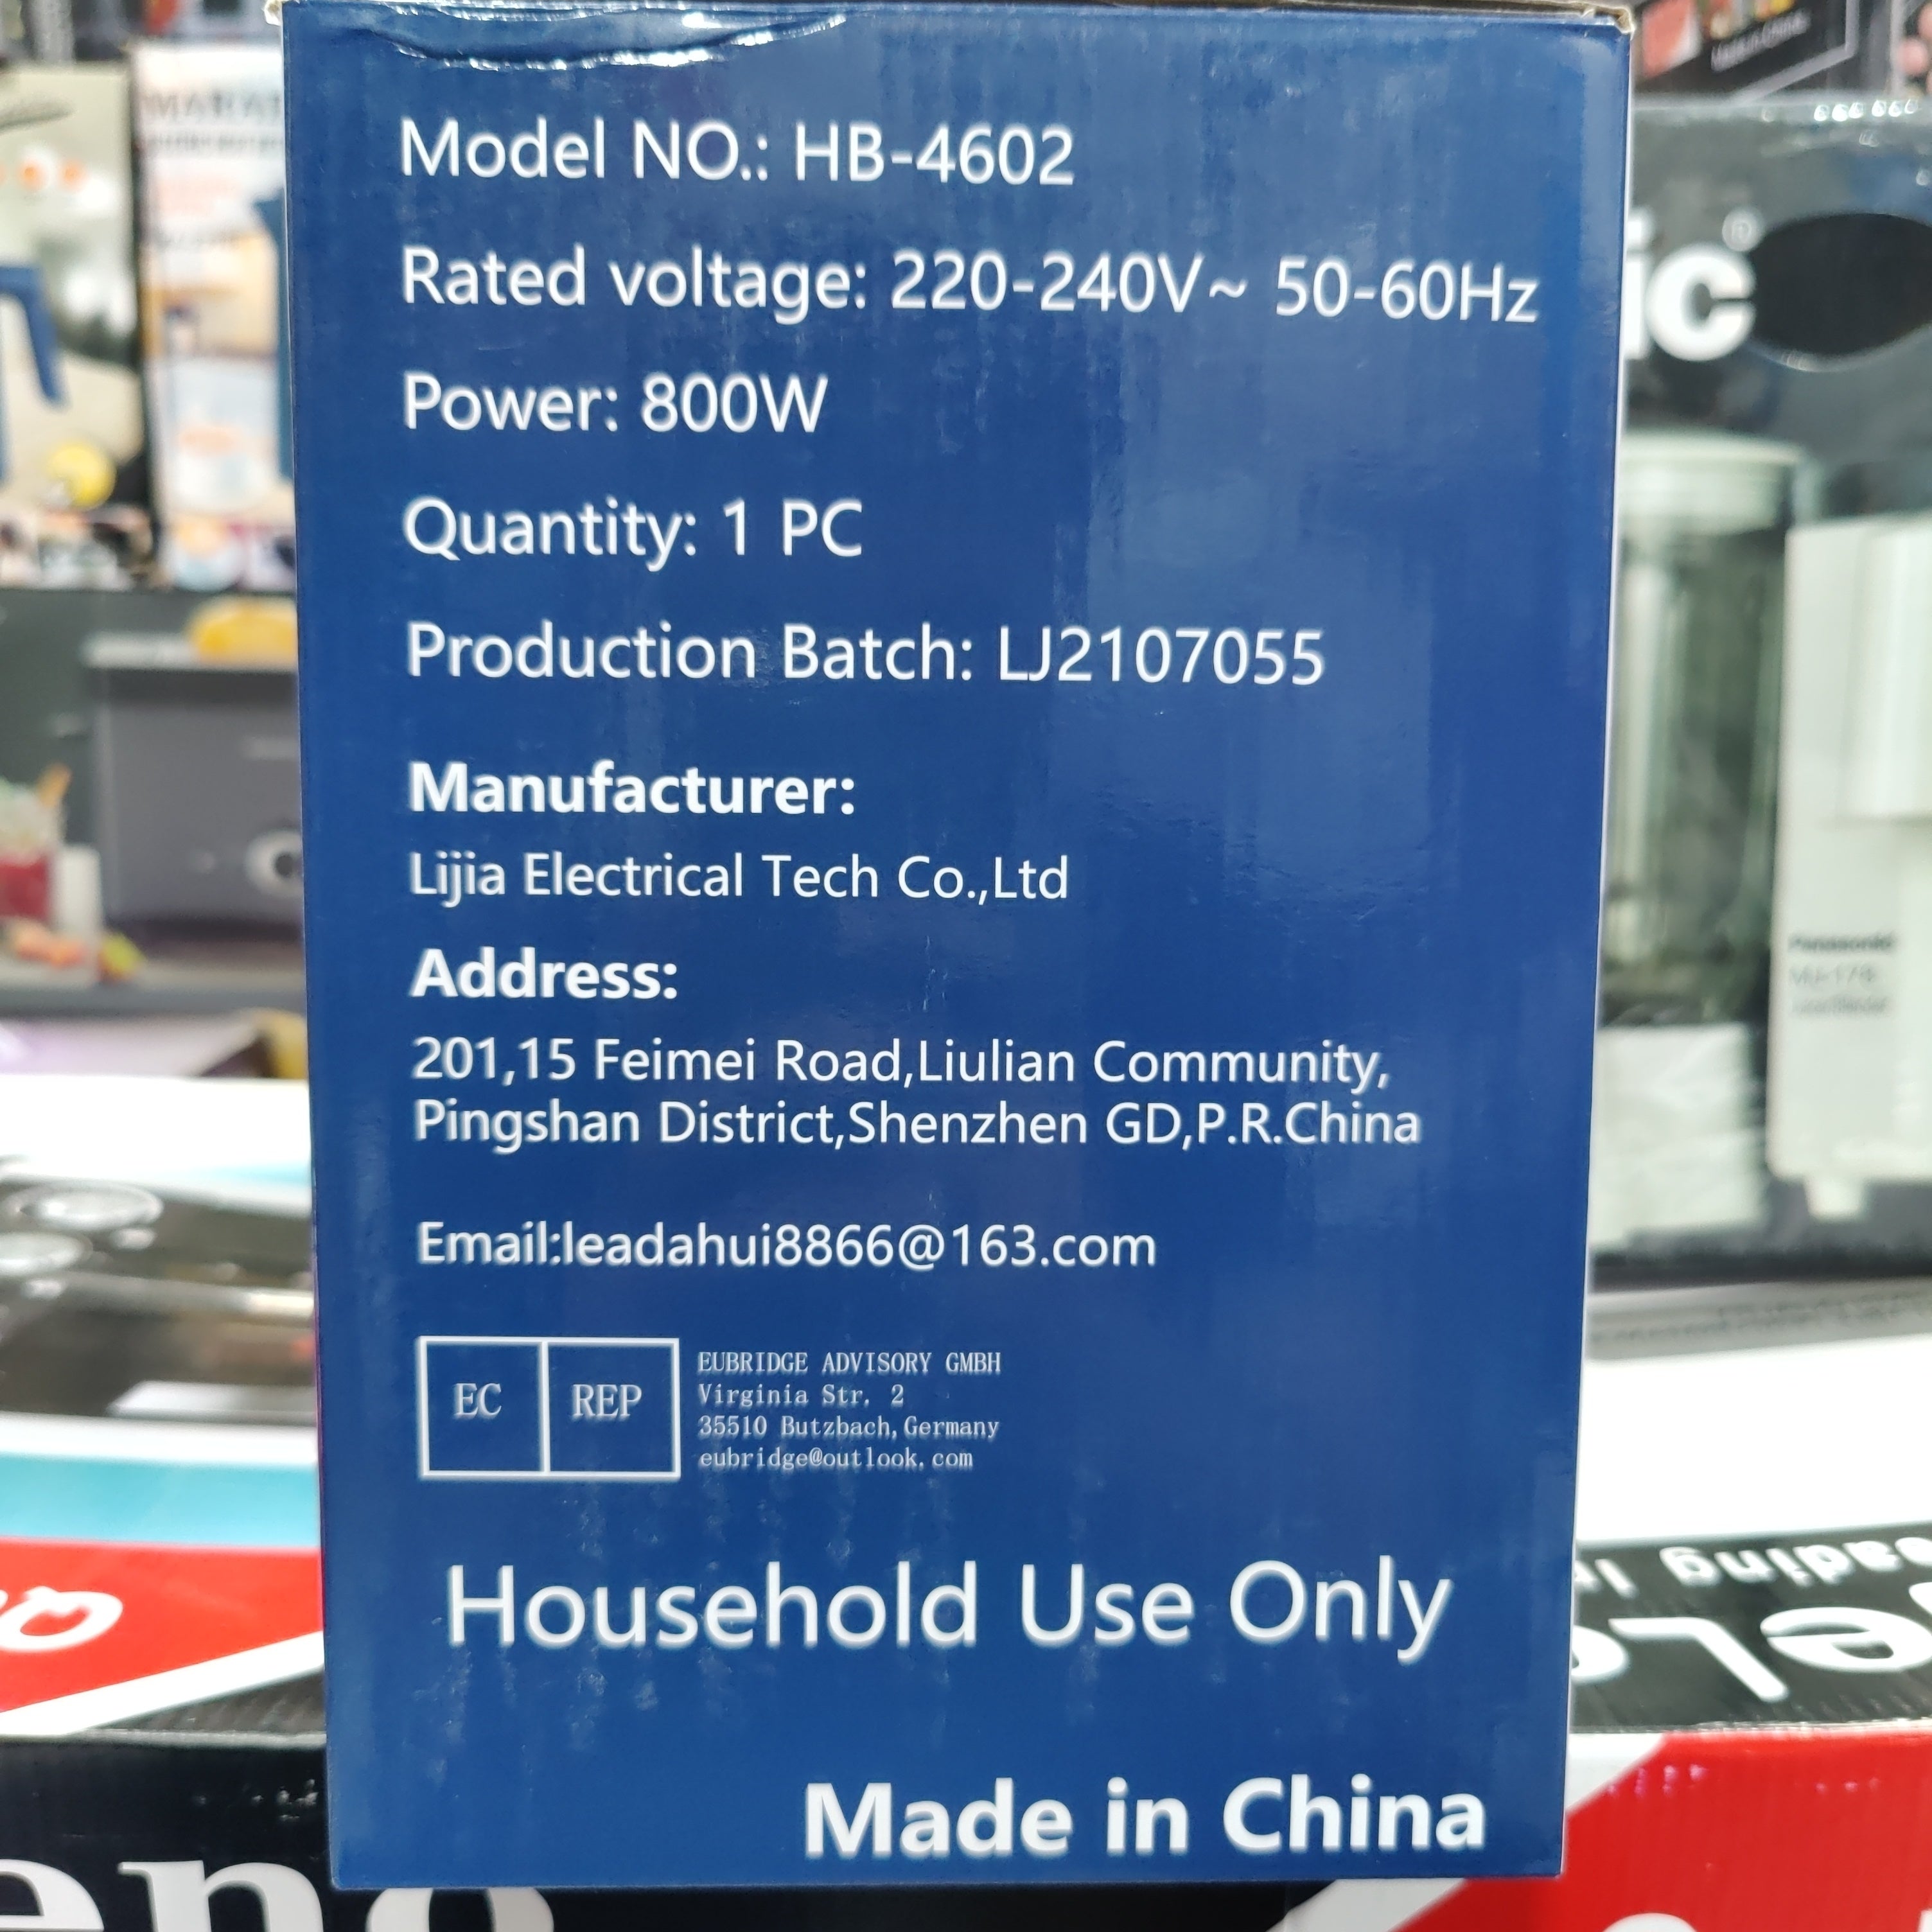 Model NO.: HB-4602
Rated voltage: 220-240V~ 50-60Hz
Power: 800W
Quantity: 1 PC
Production Batch: LJ2107055
Manufacturer:
Lijia Electrical Tech Co.,Ltd
Address:
201,15 Feimei Road,Liulian Community,
Pingshan District,Shenzhen GD,P.R.China
Email:leadahui8866@163.com
EC REP
EUBRIDGE ADVISORY GMBH
Virginia Str. 2
35510 Butzbach,Germany
eubridge@outlook.com
Household Use Only
Made in China
ic
Panasonic